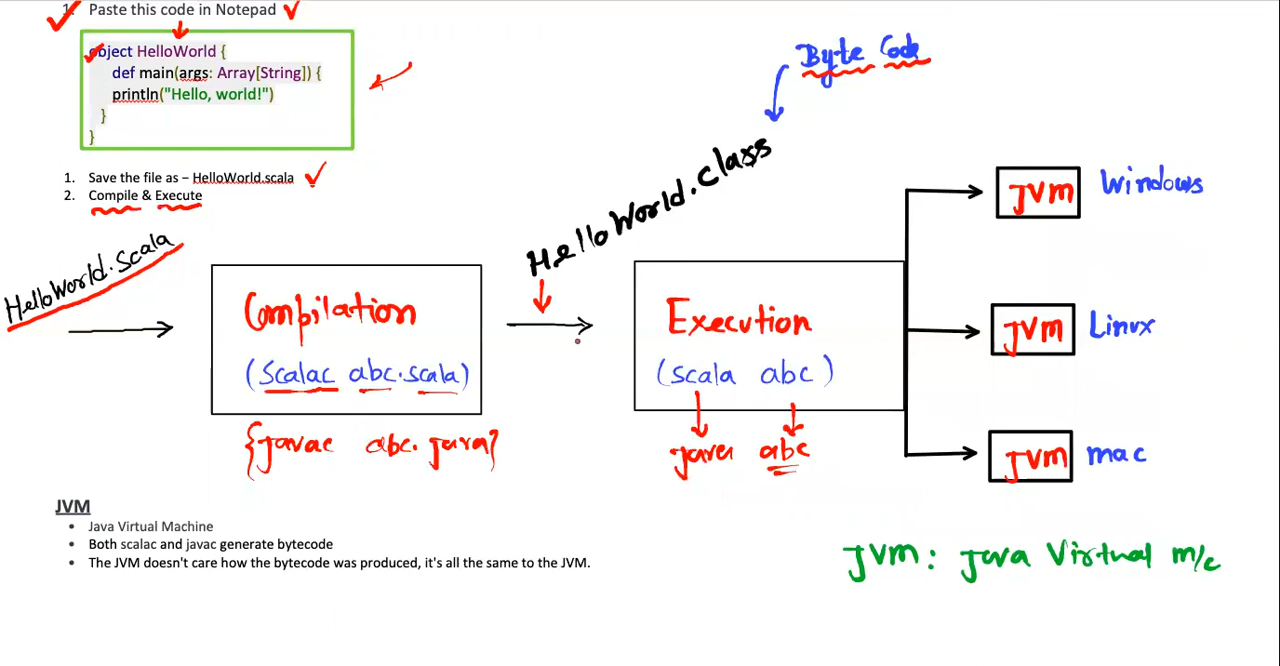 1. Paste this code in Notepad
object HelloWorld {
def main(args: Array[String]) {
println("Hello, world!")
}
}
1. Save the file as – HelloWorld.scala
2. Compile & Execute
Byte Code
HelloWorld.class
HelloWorld.scala
Compilation
(scalac abc.scala)
{javac abc.java}
Execution
(scala abc)
java abc
JVM Windows
JVM Linux
JVM mac
JVM
• Java Virtual Machine
• Both scalac and javac generate bytecode
• The JVM doesn't care how the bytecode was produced, it's all the same to the JVM.
JVM: Java Virtual m/c